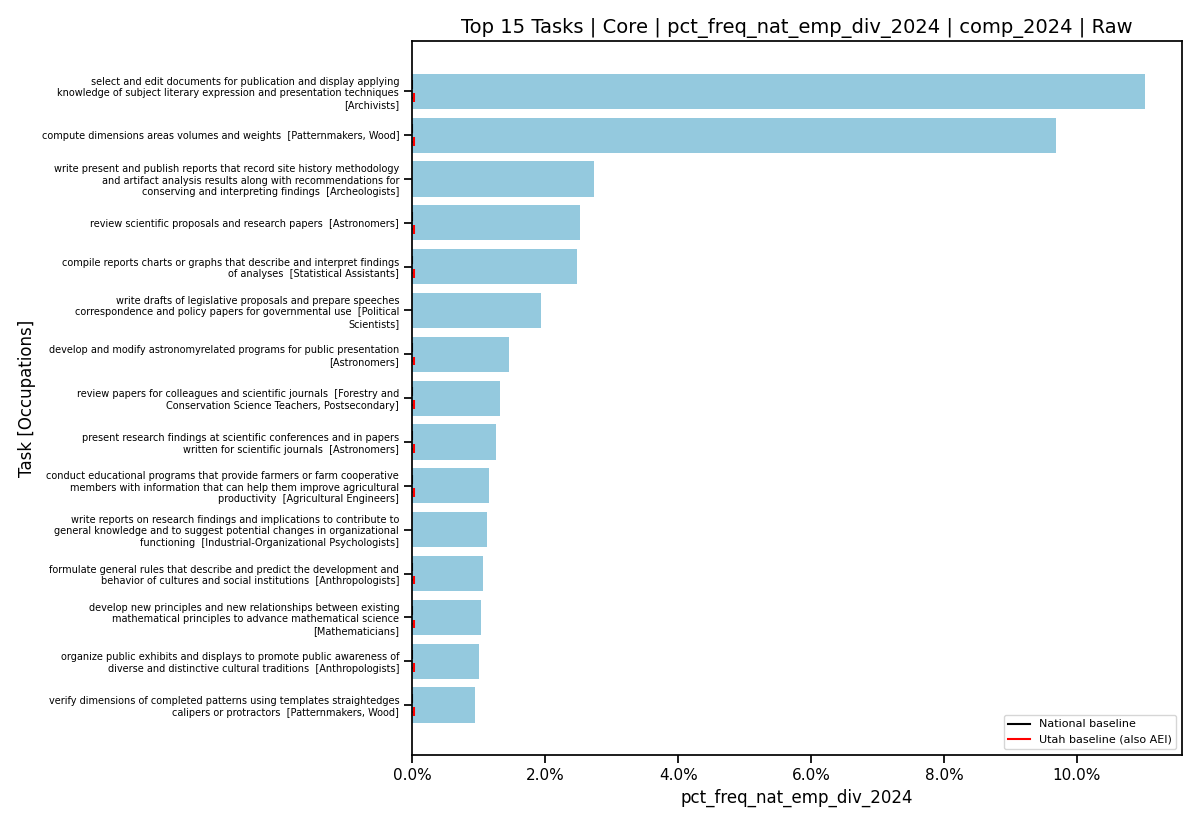 Top 15 Tasks | Core | pct_freq_nat_emp_div_2024 | comp_2024 | Raw
select and edit documents for publication and display applying
knowledge of subject literary expression and presentation techniques
[Archivists]
compute dimensions areas volumes and weights  [Patternmakers, Wood]
write present and publish reports that record site history methodology
and artifact analysis results along with recommendations for
conserving and interpreting findings  [Archeologists]
review scientific proposals and research papers  [Astronomers]
compile reports charts or graphs that describe and interpret findings
of analyses  [Statistical Assistants]
write drafts of legislative proposals and prepare speeches
correspondence and policy papers for governmental use  [Political
Scientists]
develop and modify astronomyrelated programs for public presentation
[Astronomers]
review papers for colleagues and scientific journals  [Forestry and
Conservation Science Teachers, Postsecondary]
present research findings at scientific conferences and in papers
written for scientific journals  [Astronomers]
conduct educational programs that provide farmers or farm cooperative
members with information that can help them improve agricultural
productivity  [Agricultural Engineers]
write reports on research findings and implications to contribute to
general knowledge and to suggest potential changes in organizational
functioning  [Industrial-Organizational Psychologists]
formulate general rules that describe and predict the development and
behavior of cultures and social institutions  [Anthropologists]
develop new principles and new relationships between existing
mathematical principles to advance mathematical science
[Mathematicians]
organize public exhibits and displays to promote public awareness of
diverse and distinctive cultural traditions  [Anthropologists]
verify dimensions of completed patterns using templates straightedges
calipers or protractors  [Patternmakers, Wood]
Task [Occupations]
National baseline
Utah baseline (also AEI)
0.0% 2.0% 4.0% 6.0% 8.0% 10.0%
pct_freq_nat_emp_div_2024